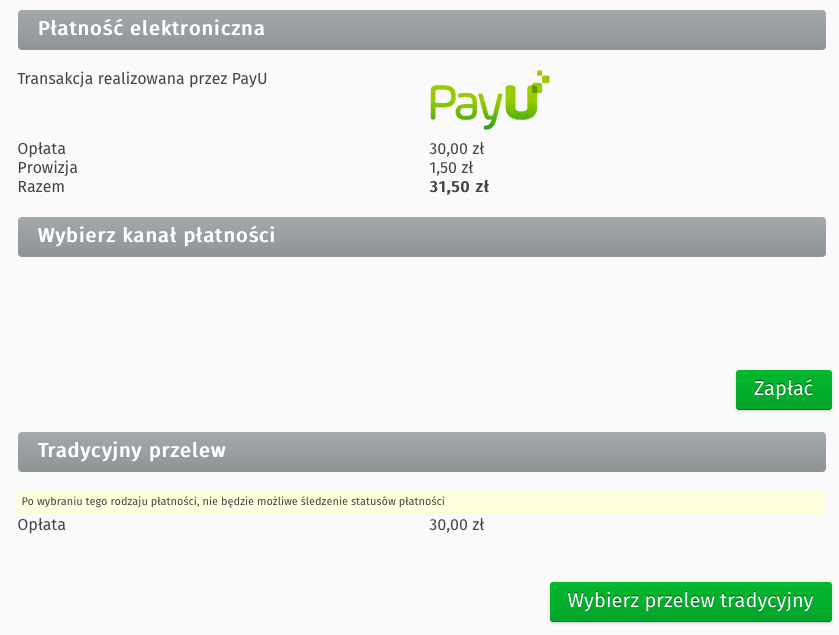 Płatność elektroniczna
Transakcja realizowana przez PayU
PayU
Opłata 30,00 zł
Prowizja 1,50 zł
Razem 31,50 zł
Wybierz kanał płatności
Zapłać
Tradycyjny przelew
Po wybraniu tego rodzaju płatności, nie będzie możliwe śledzenie statusów płatności
Opłata 30,00 zł
Wybierz przelew tradycyjny